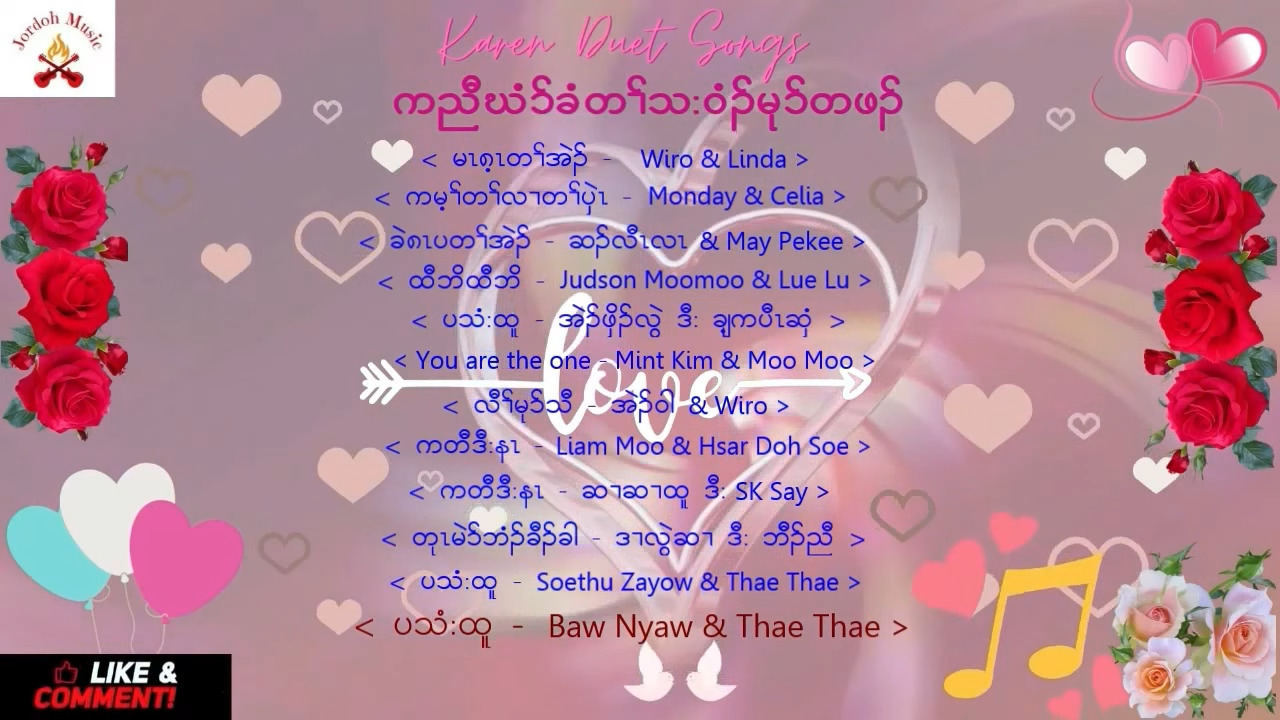 Jordoh Music
Karen Duet Songs
ကညီဃံာ်ခံတၢ်သးဝံၣ်မုာ်တဖၣ်
< မၤစ့ၤတၢ်အဲၣ် - Wiro & Linda >
< ကမ့ၢ်တၢ်လၢတၢ်ပှဲၤ - Monday & Celia >
< ခဲစၤပတၢ်အဲၣ် - ဆၣ်လီၤလၤ & May Pekee >
< ထီဘိထီဘိ - Judson Moomoo & Lue Lu >
< ပသံးထူ - အဲၣ်ဖှိၣ်လွဲ ဒီး ချ့ကပီၤဆှံ >
< You are the one - Mint Kim & Moo Moo >
love
< လီၢ်မုာ်သီ - အဲၣ်ဝါ & Wiro >
< ကတီဒီးနၤ - Liam Moo & Hsar Doh Soe >
< ကတီဒီးနၤ - ဆၢဆၢထူ ဒီး SK Say >
< တုၤမဲာ်ဘံၣ်ခီၣ်ခါ - ဒၢလွဲဆၢ ဒီး ဘီၣ်ညီ >
< ပသံးထူ - Soethu Zayow & Thae Thae >
< ပသံးထူ - Baw Nyaw & Thae Thae >
LIKE &
COMMENT!